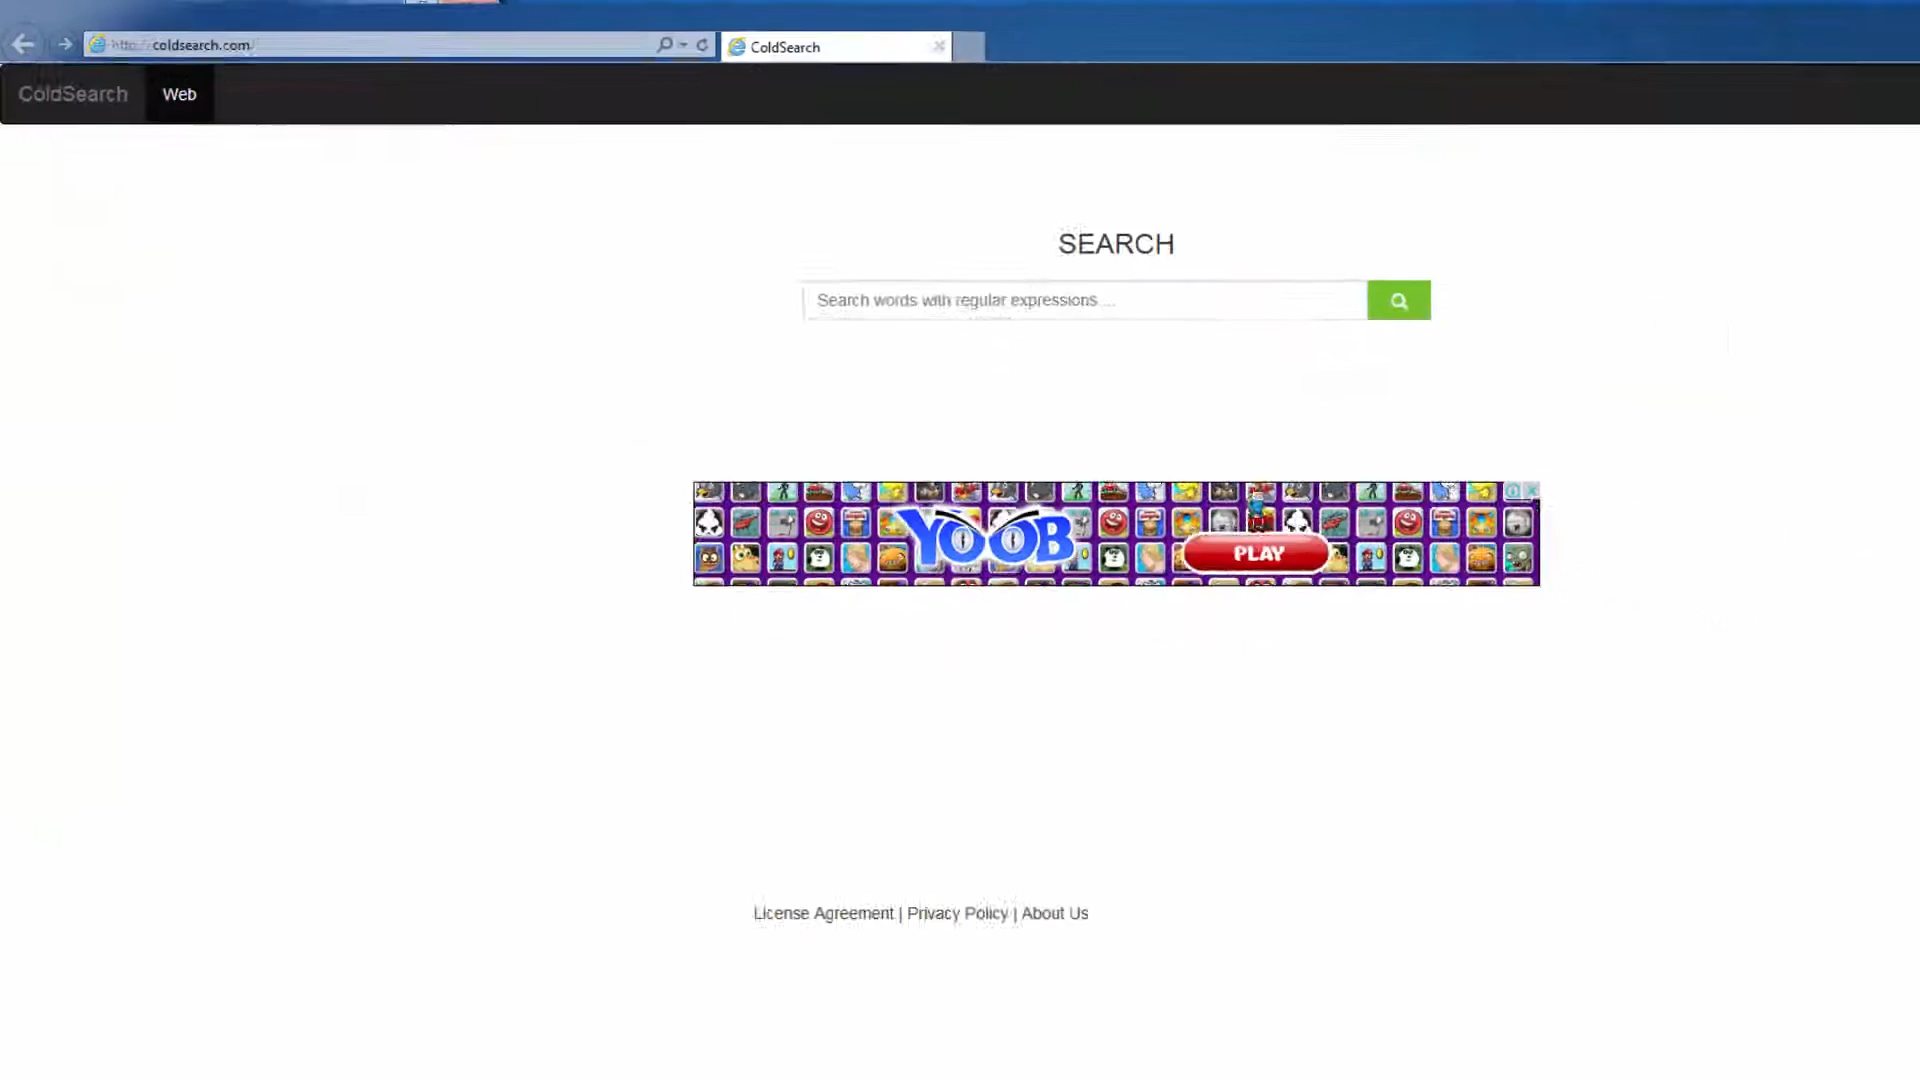 http://coldsearch.com/
ColdSearch
ColdSearch
Web
SEARCH
Search words with regular expressions ...
YOOB
PLAY
License Agreement | Privacy Policy | About Us